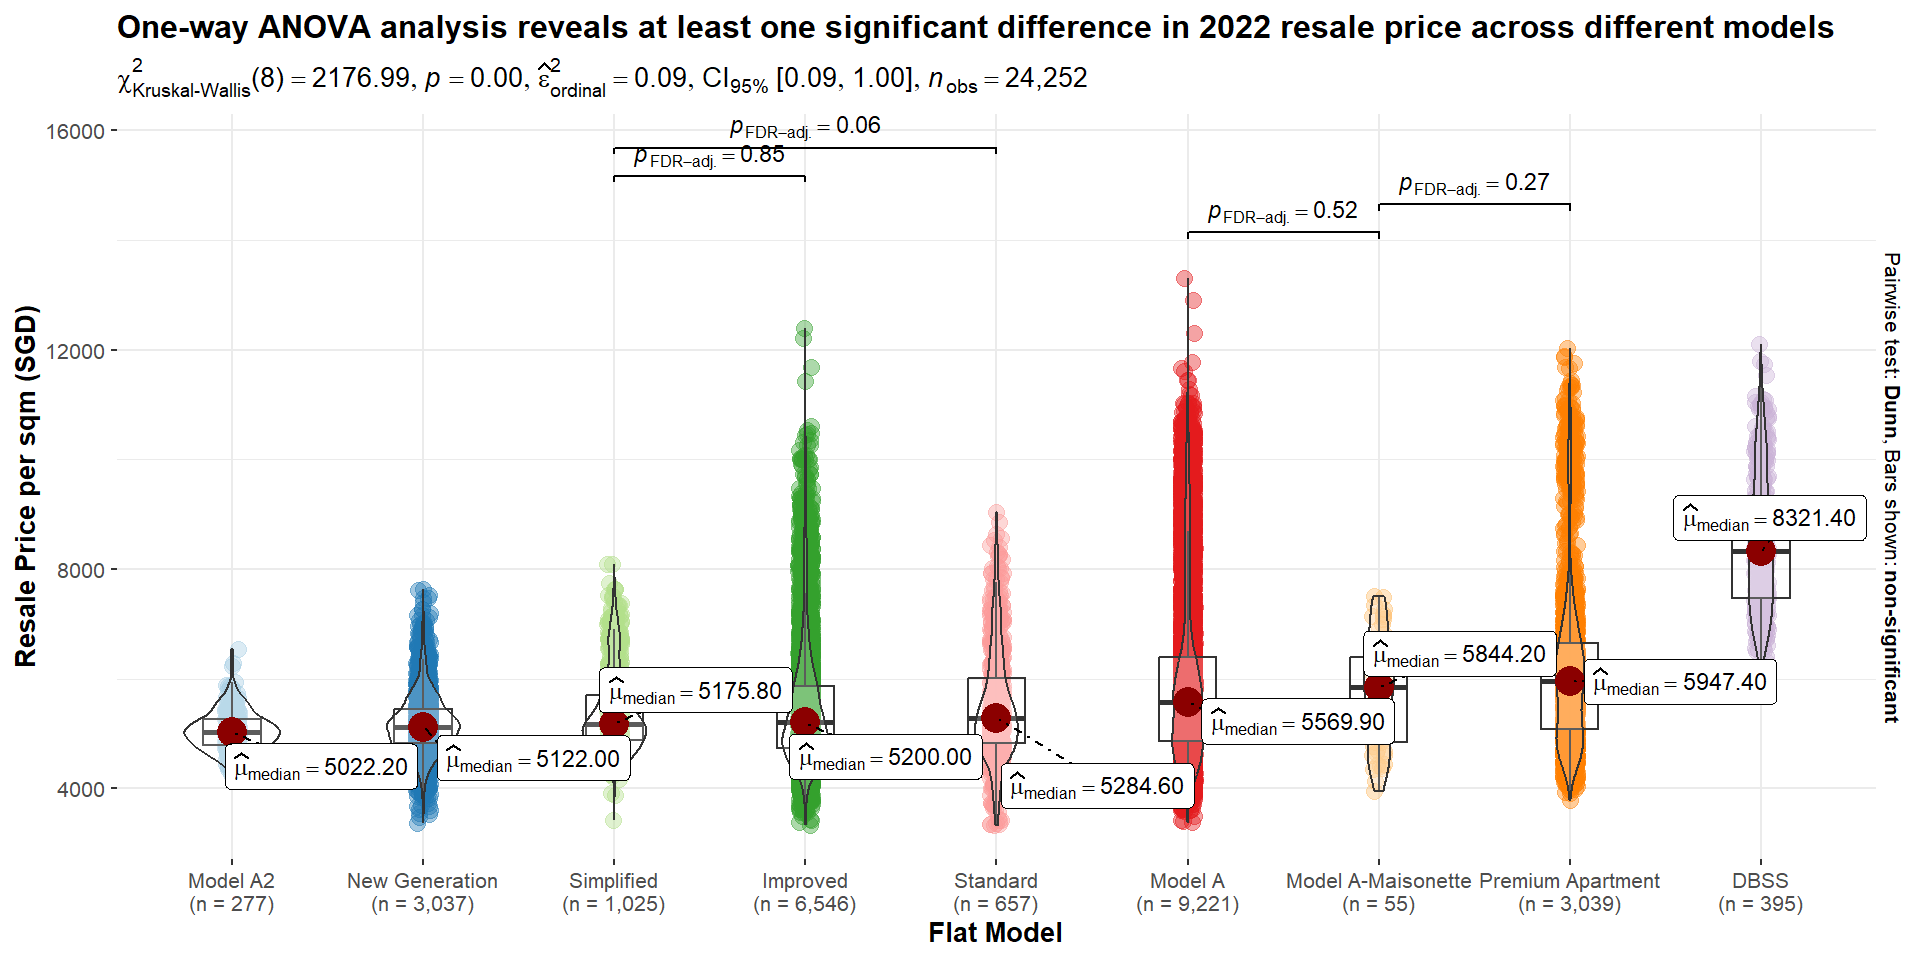 One-way ANOVA analysis reveals at least one significant difference in 2022 resale price across different models
χ²Kruskal-Wallis(8) = 2176.99, p = 0.00, ε̂²ordinal = 0.09, CI95% [0.09, 1.00], nobs = 24,252
Resale Price per sqm (SGD)
16000
12000
8000
4000
pFDR–adj. = 0.06
pFDR–adj. = 0.85
pFDR–adj. = 0.27
pFDR–adj. = 0.52
μ̂median = 5022.20
μ̂median = 5122.00
μ̂median = 5175.80
μ̂median = 5200.00
μ̂median = 5284.60
μ̂median = 5569.90
μ̂median = 5844.20
μ̂median = 5947.40
μ̂median = 8321.40
Pairwise test: Dunn, Bars shown: non-significant
Model A2
(n = 277)
New Generation
(n = 3,037)
Simplified
(n = 1,025)
Improved
(n = 6,546)
Standard
(n = 657)
Model A
(n = 9,221)
Model A-Maisonette
(n = 55)
Premium Apartment
(n = 3,039)
DBSS
(n = 395)
Flat Model